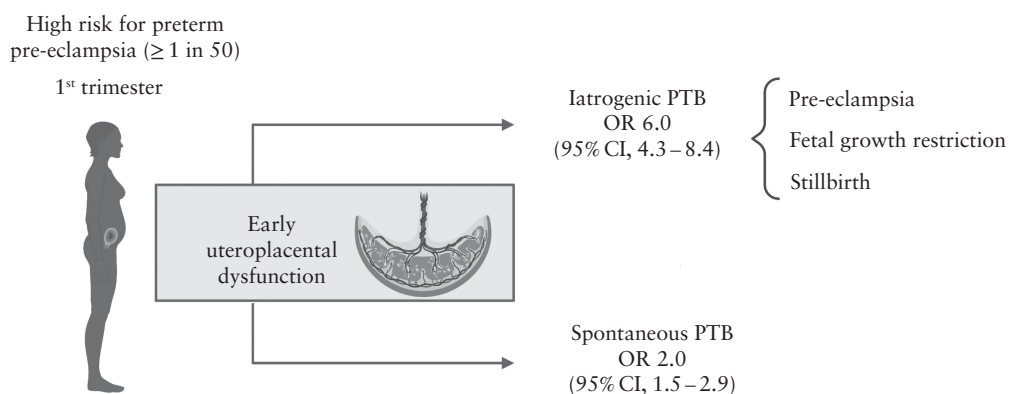 High risk for preterm
pre-eclampsia (≥ 1 in 50)
1st trimester
Early
uteroplacental
dysfunction
Iatrogenic PTB
OR 6.0
(95% CI, 4.3–8.4)
Pre-eclampsia
Fetal growth restriction
Stillbirth
Spontaneous PTB
OR 2.0
(95% CI, 1.5–2.9)